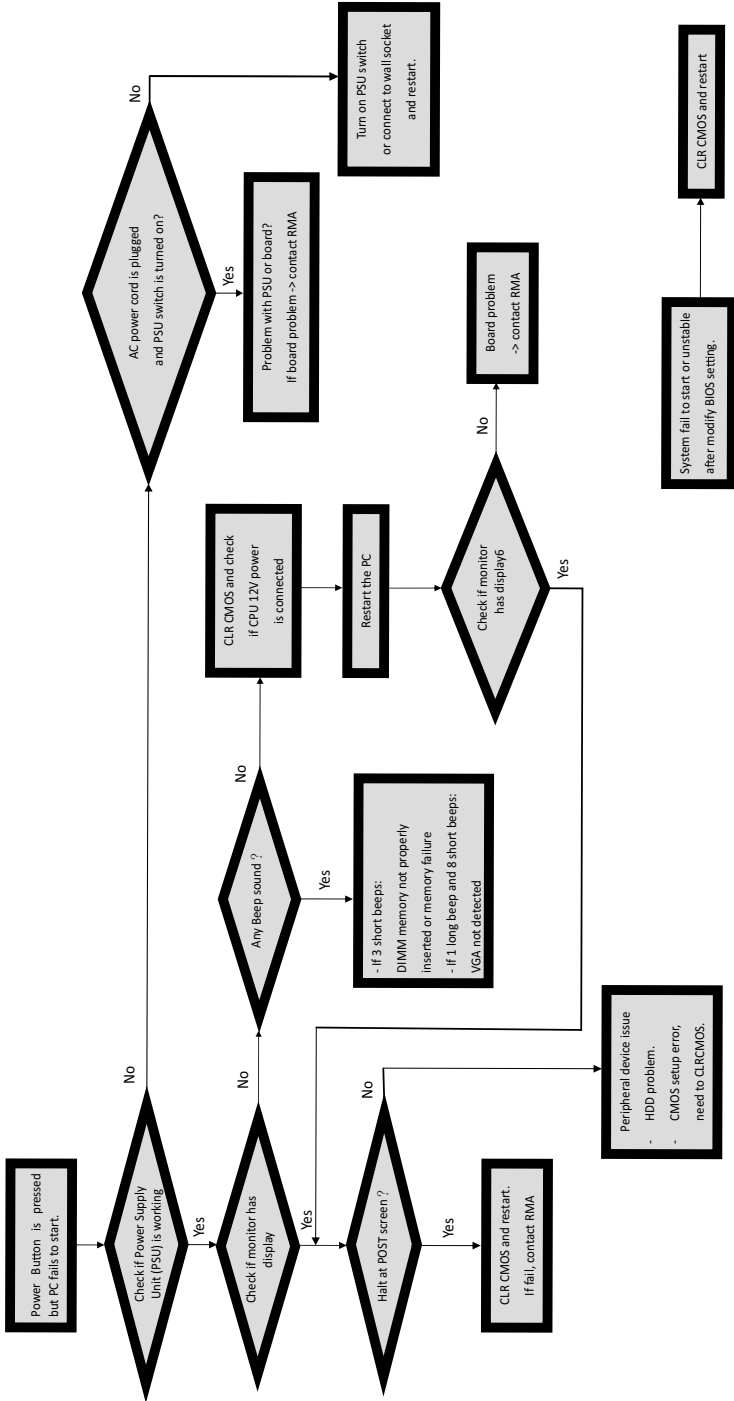 Power Button is pressed
but PC fails to start.
Check if Power Supply
Unit (PSU) is working
No
Yes
AC power cord is plugged
and PSU switch is turned on?
No
Turn on PSU switch
or connect to wall socket
and restart.
Yes
Problem with PSU or board?
If board problem -> contact RMA
Check if monitor has
display
No
Yes
Any Beep sound ?
No
Yes
- If 3 short beeps:
DIMM memory not properly
inserted or memory failure
- If 1 long beep and 8 short beeps:
VGA not detected
CLR CMOS and check
if CPU 12V power
is connected
Restart the PC
Check if monitor
has display6
No
Board problem
-> contact RMA
Yes
Halt at POST screen ?
No
Yes
CLR CMOS and restart.
If fail, contact RMA
Peripheral device issue
- HDD problem.
- CMOS setup error,
need to CLRCMOS.
System fail to start or unstable
after modify BIOS setting.
CLR CMOS and restart